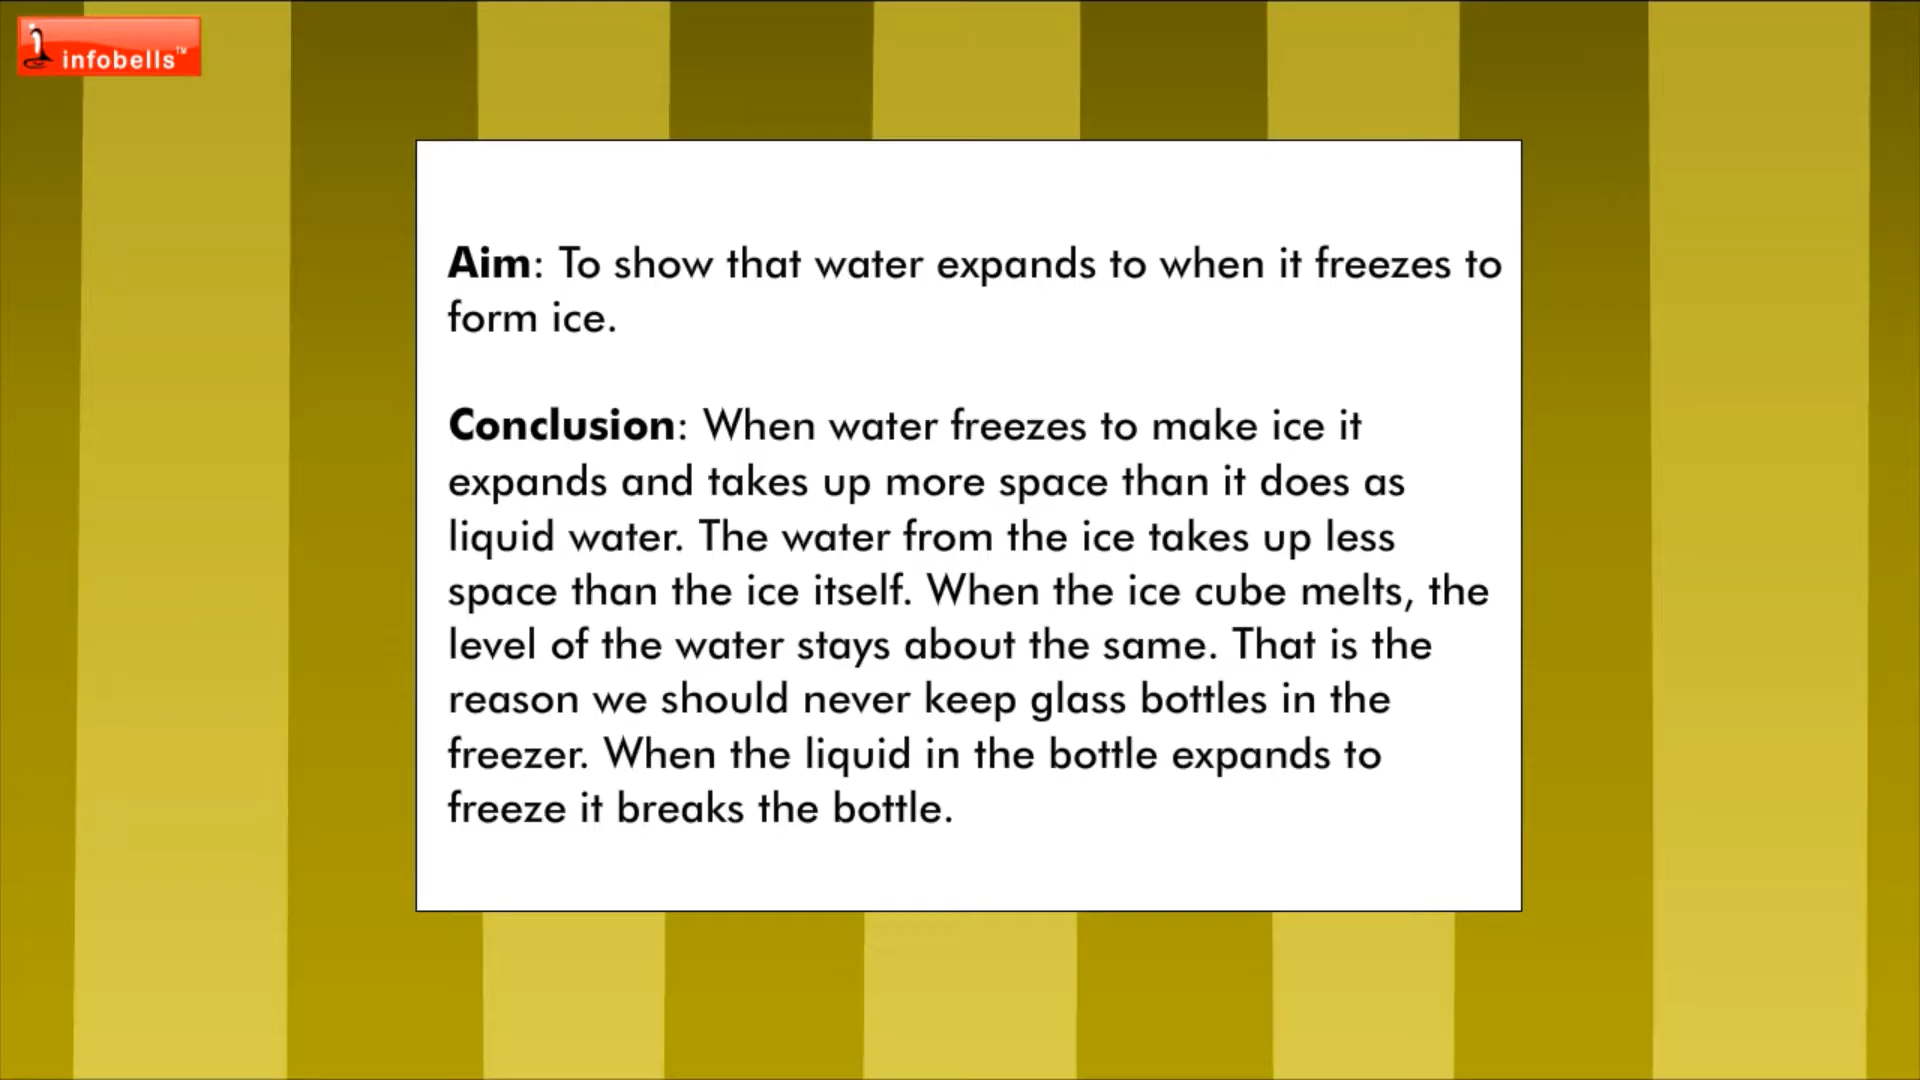 infobells™
Aim: To show that water expands to when it freezes to
form ice.
Conclusion: When water freezes to make ice it
expands and takes up more space than it does as
liquid water. The water from the ice takes up less
space than the ice itself. When the ice cube melts, the
level of the water stays about the same. That is the
reason we should never keep glass bottles in the
freezer. When the liquid in the bottle expands to
freeze it breaks the bottle.